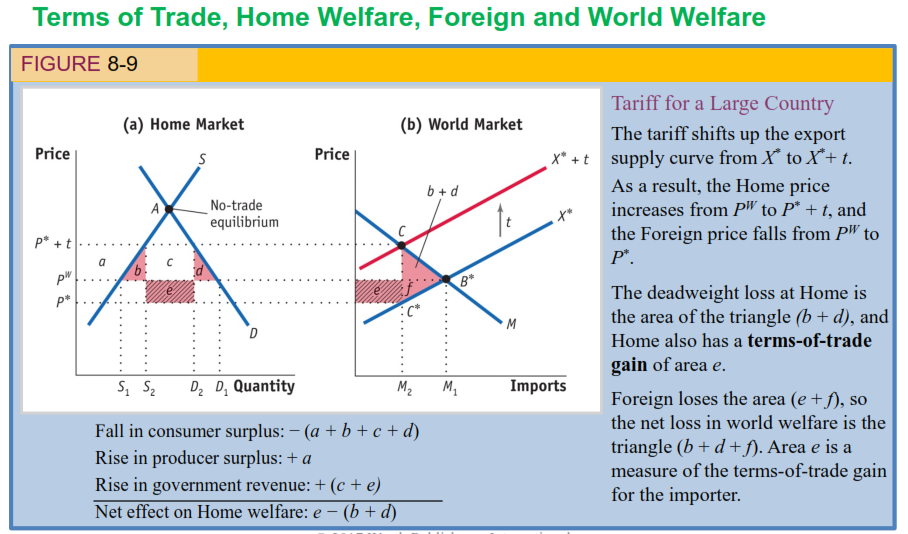 Terms of Trade, Home Welfare, Foreign and World Welfare
FIGURE 8-9
(a) Home Market
Price
S
A
No-trade
equilibrium
P* + t
a
b
c
d
Pᵂ
e
P*
D
S₁ S₂ D₂ D₁ Quantity
(b) World Market
Price
X* + t
b + d
t
X*
C
B*
e
f
C*
M
M₂ M₁ Imports
Fall in consumer surplus: − (a + b + c + d)
Rise in producer surplus: + a
Rise in government revenue: + (c + e)
Net effect on Home welfare: e − (b + d)
Tariff for a Large Country
The tariff shifts up the export
supply curve from X* to X*+ t.
As a result, the Home price
increases from Pᵂ to P* + t, and
the Foreign price falls from Pᵂ to
P*.
The deadweight loss at Home is
the area of the triangle (b + d), and
Home also has a terms-of-trade
gain of area e.
Foreign loses the area (e + f), so
the net loss in world welfare is the
triangle (b + d + f). Area e is a
measure of the terms-of-trade gain
for the importer.